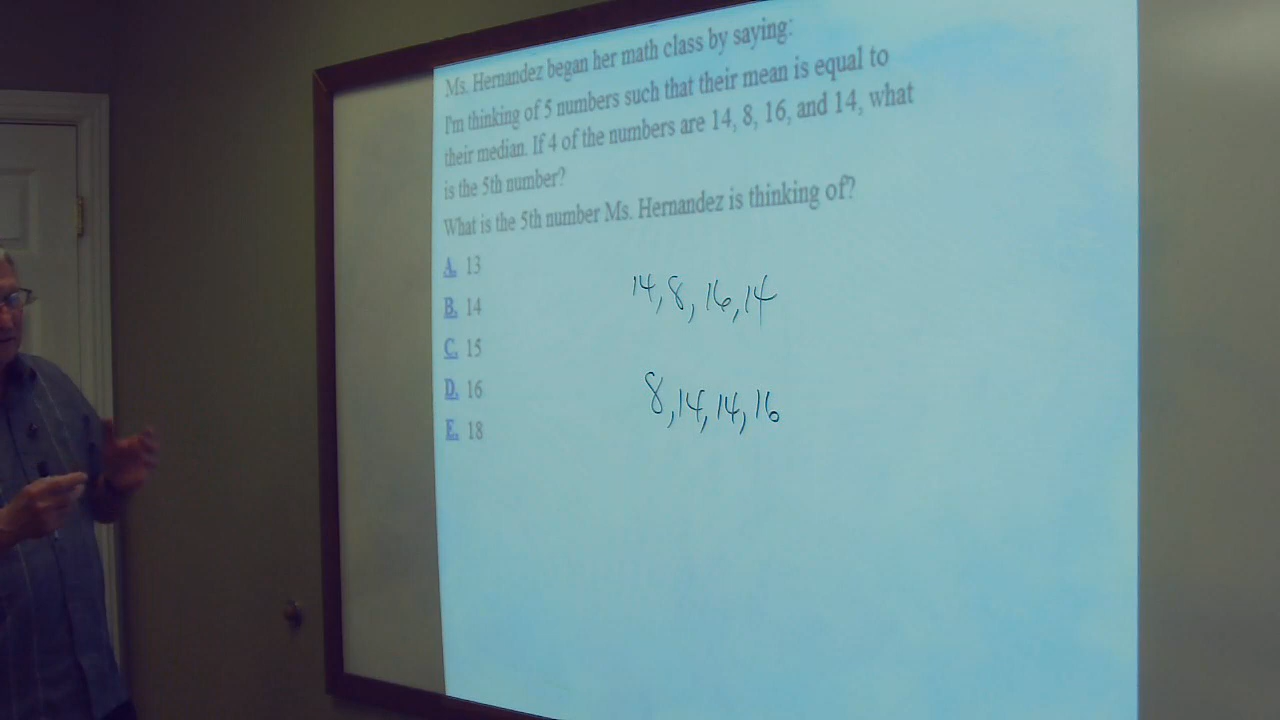 Ms. Hernandez began her math class by saying:
I'm thinking of 5 numbers such that their mean is equal to
their median. If 4 of the numbers are 14, 8, 16, and 14, what
is the 5th number?
What is the 5th number Ms. Hernandez is thinking of?
A. 13
B. 14
C. 15
D. 16
E. 18
14, 8, 16, 14
8, 14, 14, 16